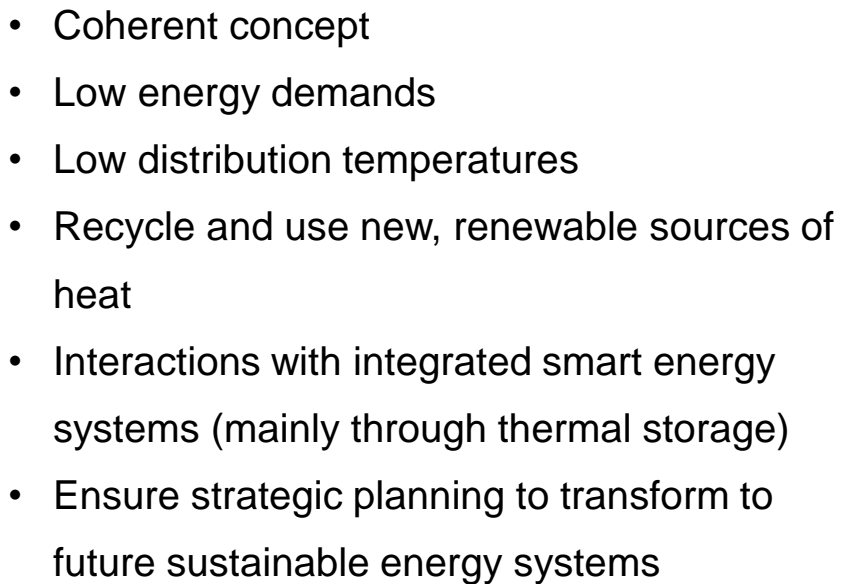 • Coherent concept
• Low energy demands
• Low distribution temperatures
• Recycle and use new, renewable sources of
heat
• Interactions with integrated smart energy
systems (mainly through thermal storage)
• Ensure strategic planning to transform to
future sustainable energy systems